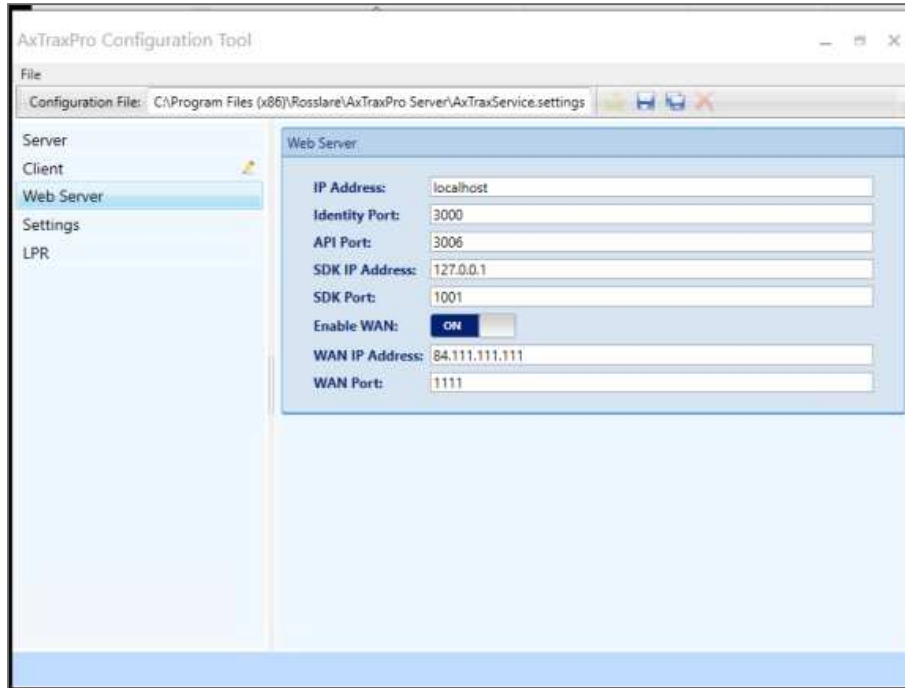 AxTraxPro Configuration Tool
File
Configuration File: C:\Program Files (x86)\Rosslare\AxTraxPro Server\AxTraxService.settings
Server
Client
Web Server
Settings
LPR
Web Server
IP Address: localhost
Identity Port: 3000
API Port: 3006
SDK IP Address: 127.0.0.1
SDK Port: 1001
Enable WAN: ON
WAN IP Address: 84.111.111.111
WAN Port: 1111